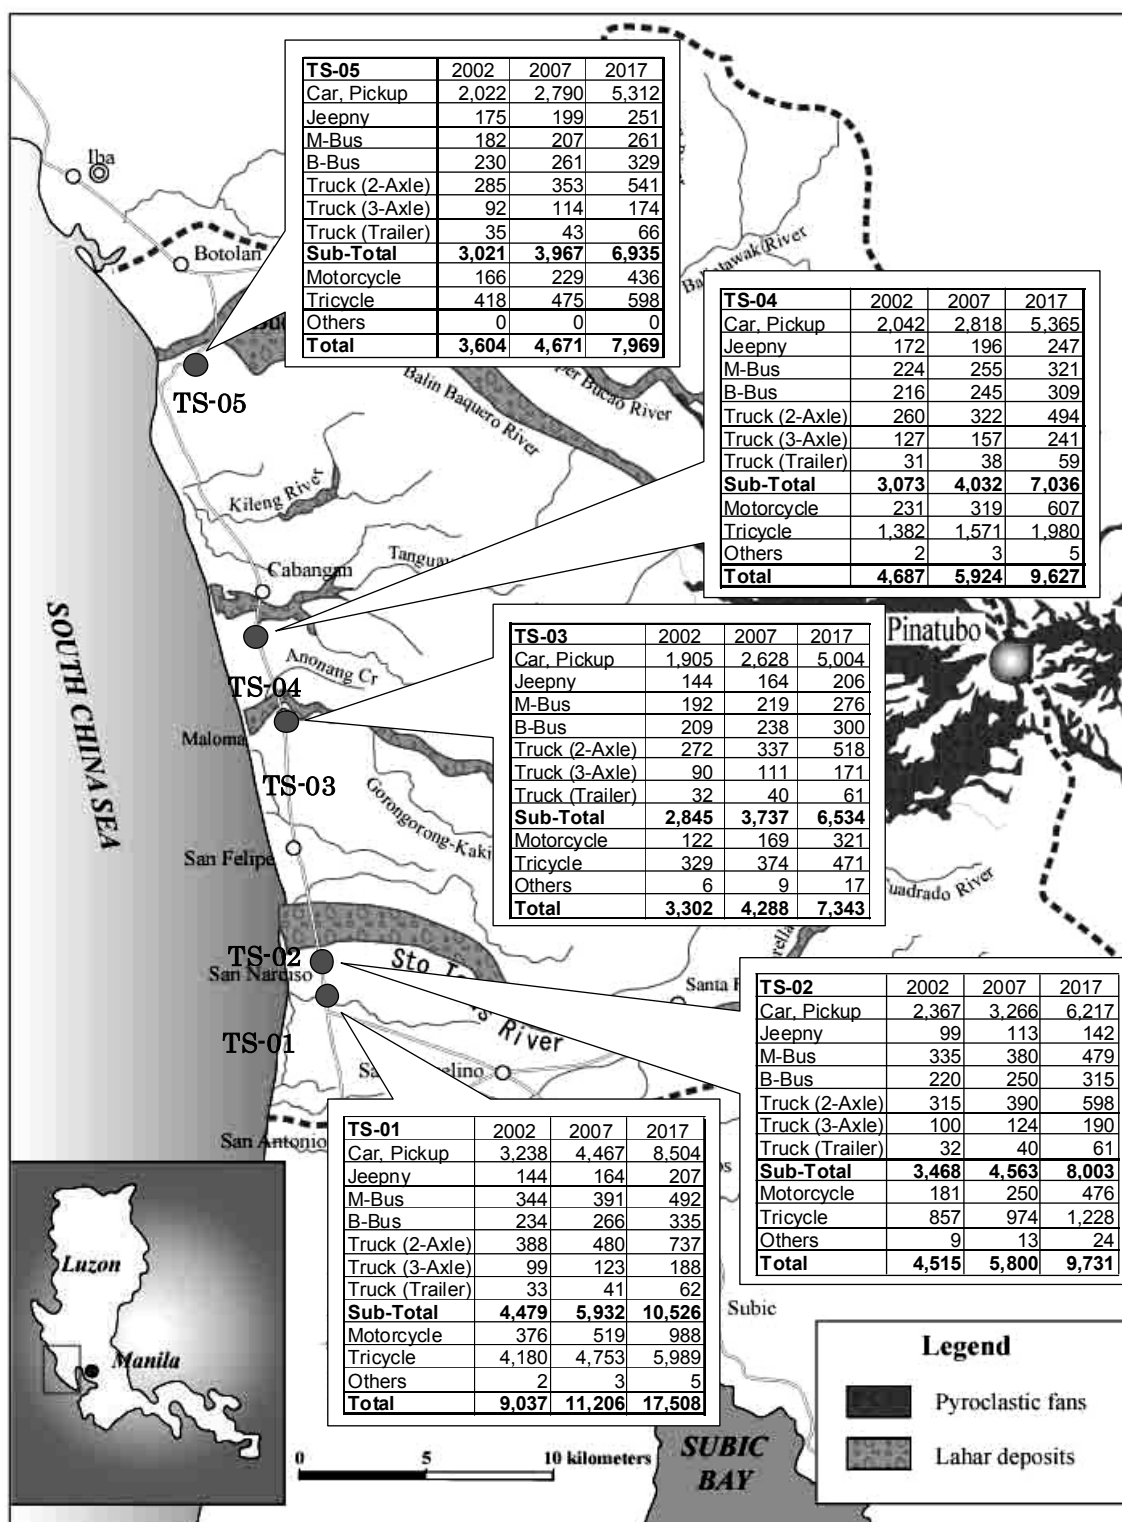 TS-05 2002 2007 2017
Car, Pickup 2,022 2,790 5,312
Jeepny 175 199 251
M-Bus 182 207 261
B-Bus 230 261 329
Truck (2-Axle) 285 353 541
Truck (3-Axle) 92 114 174
Truck (Trailer) 35 43 66
Sub-Total 3,021 3,967 6,935
Motorcycle 166 229 436
Tricycle 418 475 598
Others 0 0 0
Total 3,604 4,671 7,969
Iba
Botolan
River
TS-04 2002 2007 2017
Car, Pickup 2,042 2,818 5,365
Jeepny 172 196 247
M-Bus 224 255 321
B-Bus 216 245 309
Truck (2-Axle) 260 322 494
Truck (3-Axle) 127 157 241
Truck (Trailer) 31 38 59
Sub-Total 3,073 4,032 7,036
Motorcycle 231 319 607
Tricycle 1,382 1,571 1,980
Others 2 3 5
Total 4,687 5,924 9,627
TS-05
Balin Baquero River
Bucao River
Kileng River
Cabangan
SOUTH CHINA SEA
Pinatubo
TS-03 2002 2007 2017
Car, Pickup 1,905 2,628 5,004
Jeepny 144 164 206
M-Bus 192 219 276
B-Bus 209 238 300
Truck (2-Axle) 272 337 518
Truck (3-Axle) 90 111 171
Truck (Trailer) 32 40 61
Sub-Total 2,845 3,737 6,534
Motorcycle 122 169 321
Tricycle 329 374 471
Others 6 9 17
Total 3,302 4,288 7,343
Anonang Cr
TS-04
Maloma
TS-03
Gorongorong-Kaki
San Felipe
uadrado River
TS-02
San Narciso
Sto
River
Santa
TS-01
San Antonio
TS-02 2002 2007 2017
Car, Pickup 2,367 3,266 6,217
Jeepny 99 113 142
M-Bus 335 380 479
B-Bus 220 250 315
Truck (2-Axle) 315 390 598
Truck (3-Axle) 100 124 190
Truck (Trailer) 32 40 61
Sub-Total 3,468 4,563 8,003
Motorcycle 181 250 476
Tricycle 857 974 1,228
Others 9 13 24
Total 4,515 5,800 9,731
TS-01 2002 2007 2017
Car, Pickup 3,238 4,467 8,504
Jeepny 144 164 207
M-Bus 344 391 492
B-Bus 234 266 335
Truck (2-Axle) 388 480 737
Truck (3-Axle) 99 123 188
Truck (Trailer) 33 41 62
Sub-Total 4,479 5,932 10,526
Motorcycle 376 519 988
Tricycle 4,180 4,753 5,989
Others 2 3 5
Total 9,037 11,206 17,508
Luzon
Manila
Subic
Legend
Pyroclastic fans
Lahar deposits
0 5 10 kilometers
SUBIC
BAY